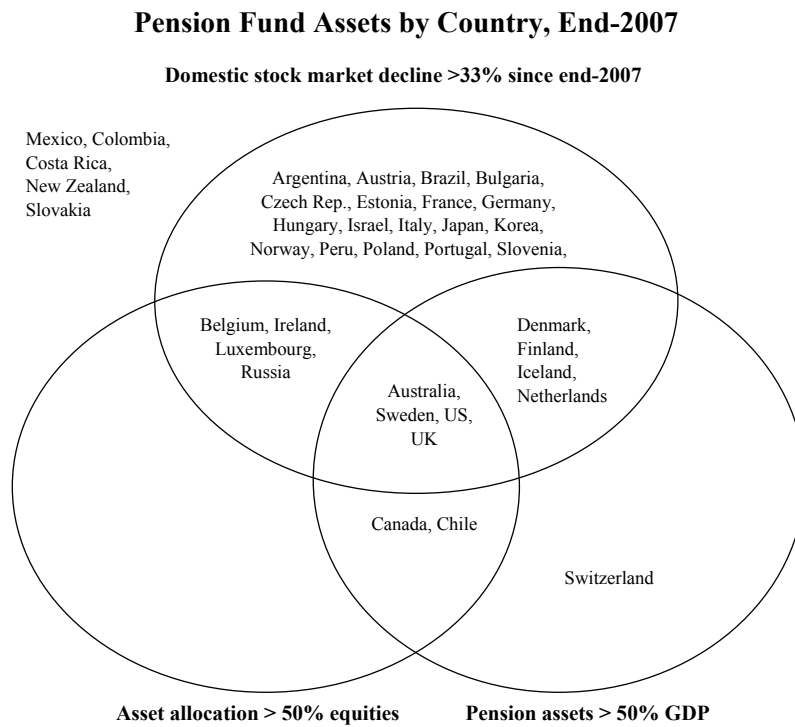 Pension Fund Assets by Country, End-2007
Domestic stock market decline >33% since end-2007
Mexico, Colombia,
Costa Rica,
New Zealand,
Slovakia
Argentina, Austria, Brazil, Bulgaria,
Czech Rep., Estonia, France, Germany,
Hungary, Israel, Italy, Japan, Korea,
Norway, Peru, Poland, Portugal, Slovenia,
Belgium, Ireland,
Luxembourg,
Russia
Denmark,
Finland,
Iceland,
Netherlands
Australia,
Sweden, US,
UK
Canada, Chile
Switzerland
Asset allocation > 50% equities
Pension assets > 50% GDP